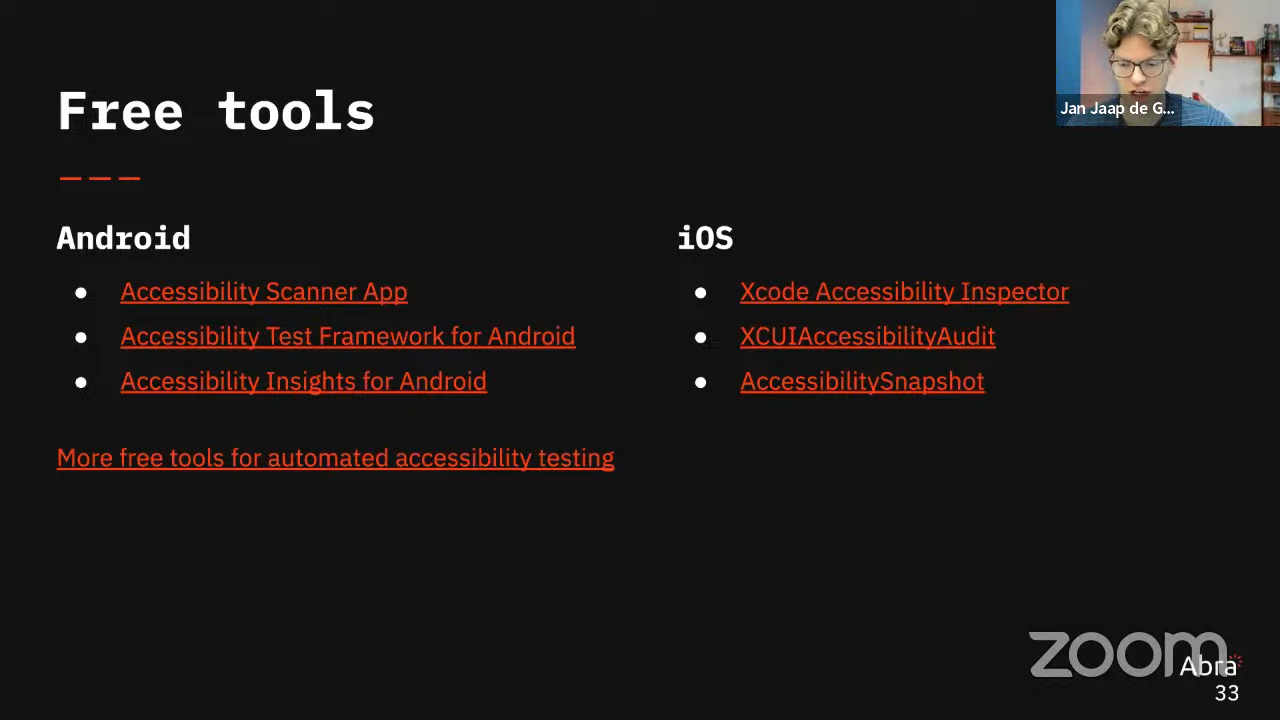 Free tools
Jan Jaap de G...
Android
Accessibility Scanner App
Accessibility Test Framework for Android
Accessibility Insights for Android
More free tools for automated accessibility testing
iOS
Xcode Accessibility Inspector
XCUIAccessibilityAudit
AccessibilitySnapshot
zoom
Abra
33